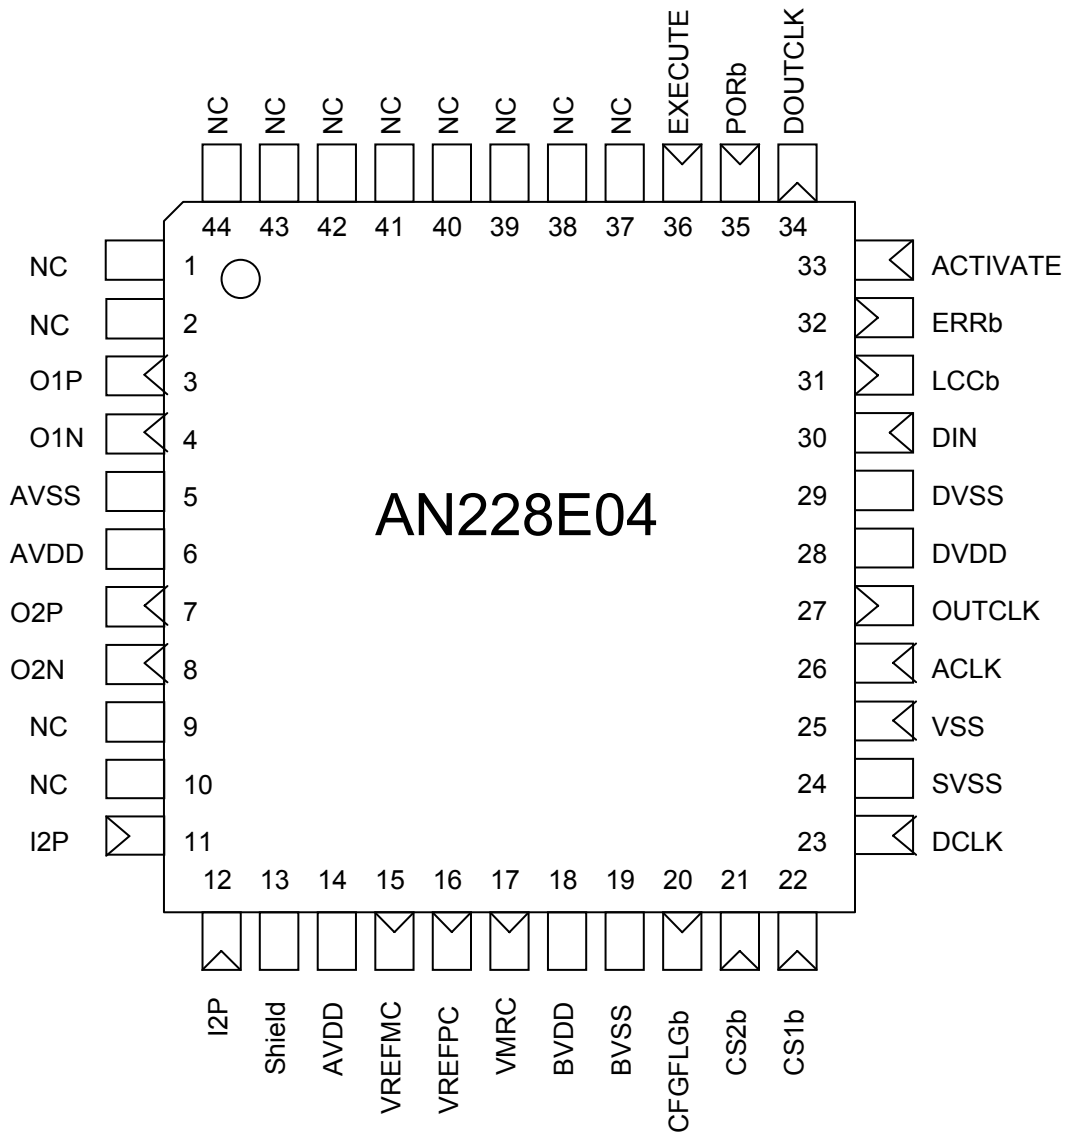 NC NC NC NC NC NC NC NC EXECUTE PORb DOUTCLK
44 43 42 41 40 39 38 37 36 35 34
NC 1 33 ACTIVATE
NC 2 32 ERRb
O1P 3 31 LCCb
O1N 4 30 DIN
AVSS 5 29 DVSS
AVDD 6 28 DVDD
AN228E04
O2P 7 27 OUTCLK
O2N 8 26 ACLK
NC 9 25 VSS
NC 10 24 SVSS
I2P 11 23 DCLK
12 13 14 15 16 17 18 19 20 21 22
I2P Shield AVDD VREFMC VREFPC VMRC BVDD BVSS CFGFLGb CS2b CS1b